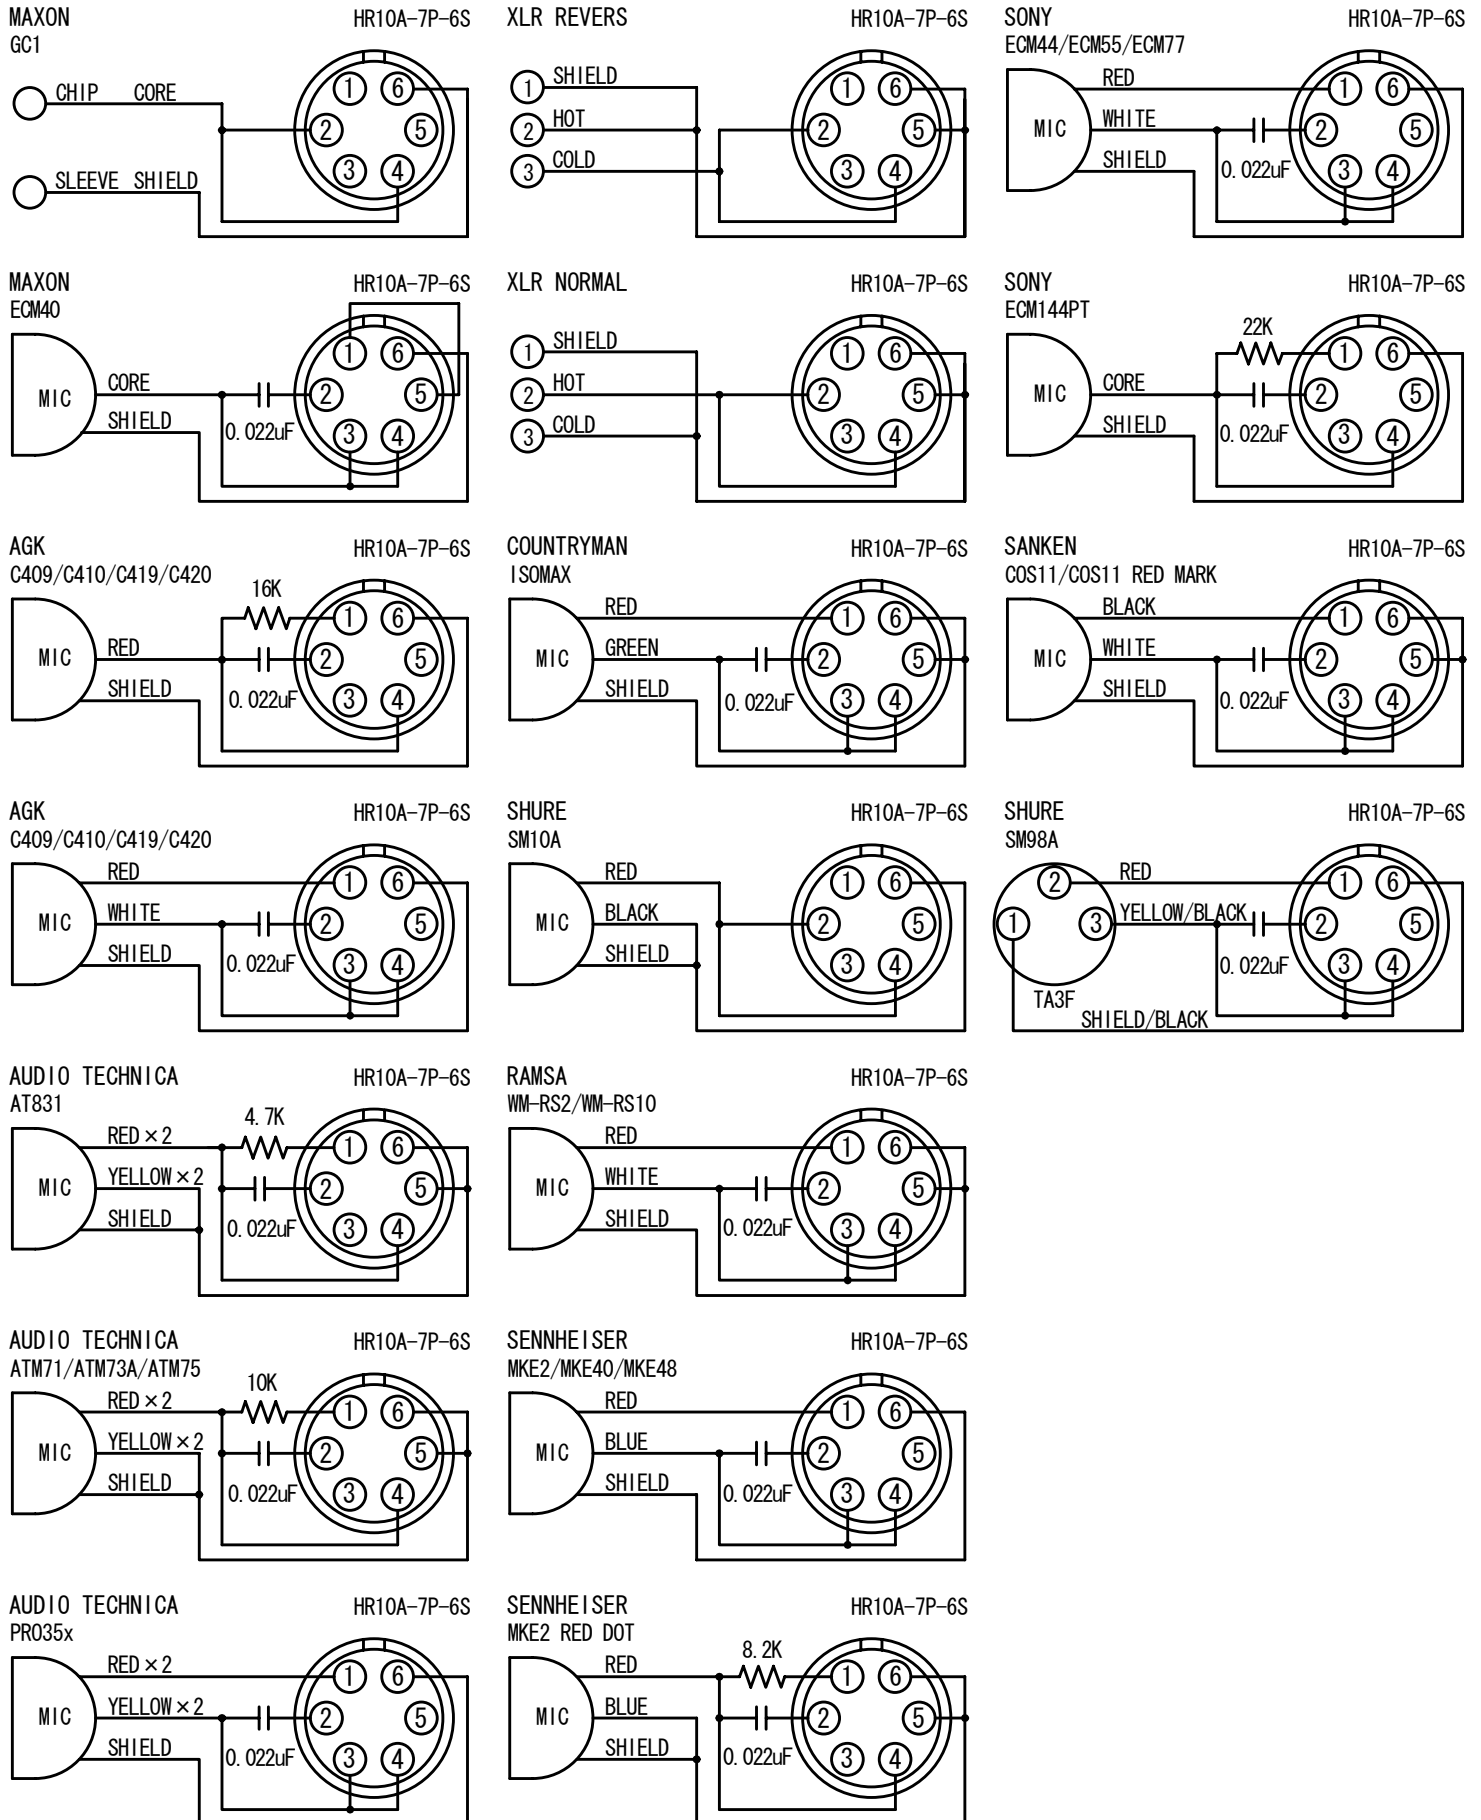 MAXON HR10A-7P-6S
GC1
CHIP CORE
1 6
2 5
3 4
SLEEVE SHIELD
XLR REVERS HR10A-7P-6S
1 SHIELD
2 HOT
3 COLD
1 6
2 5
3 4
SONY HR10A-7P-6S
ECM44/ECM55/ECM77
RED
MIC WHITE
SHIELD
0.022uF
1 6
2 5
3 4
MAXON HR10A-7P-6S
ECM40
MIC CORE
SHIELD
0.022uF
1 6
2 5
3 4
XLR NORMAL HR10A-7P-6S
1 SHIELD
2 HOT
3 COLD
1 6
2 5
3 4
SONY HR10A-7P-6S
ECM144PT
22K
MIC CORE
SHIELD
0.022uF
1 6
2 5
3 4
AGK HR10A-7P-6S
C409/C410/C419/C420
16K
MIC RED
SHIELD
0.022uF
1 6
2 5
3 4
COUNTRYMAN HR10A-7P-6S
ISOMAX
RED
MIC GREEN
SHIELD
0.022uF
1 6
2 5
3 4
SANKEN HR10A-7P-6S
COS11/COS11 RED MARK
BLACK
MIC WHITE
SHIELD
0.022uF
1 6
2 5
3 4
AGK HR10A-7P-6S
C409/C410/C419/C420
RED
MIC WHITE
SHIELD
0.022uF
1 6
2 5
3 4
SHURE HR10A-7P-6S
SM10A
RED
MIC BLACK
SHIELD
1 6
2 5
3 4
SHURE HR10A-7P-6S
SM98A
2 RED
1 3 YELLOW/BLACK
0.022uF
TA3F
SHIELD/BLACK
1 6
2 5
3 4
AUDIO TECHNICA HR10A-7P-6S
AT831
4.7K
RED×2
MIC YELLOW×2
SHIELD
0.022uF
1 6
2 5
3 4
RAMSA HR10A-7P-6S
WM-RS2/WM-RS10
RED
MIC WHITE
SHIELD
0.022uF
1 6
2 5
3 4
AUDIO TECHNICA HR10A-7P-6S
ATM71/ATM73A/ATM75
10K
RED×2
MIC YELLOW×2
SHIELD
0.022uF
1 6
2 5
3 4
SENNHEISER HR10A-7P-6S
MKE2/MKE40/MKE48
RED
MIC BLUE
SHIELD
0.022uF
1 6
2 5
3 4
AUDIO TECHNICA HR10A-7P-6S
PRO35x
RED×2
MIC YELLOW×2
SHIELD
0.022uF
1 6
2 5
3 4
SENNHEISER HR10A-7P-6S
MKE2 RED DOT
8.2K
RED
MIC BLUE
SHIELD
0.022uF
1 6
2 5
3 4